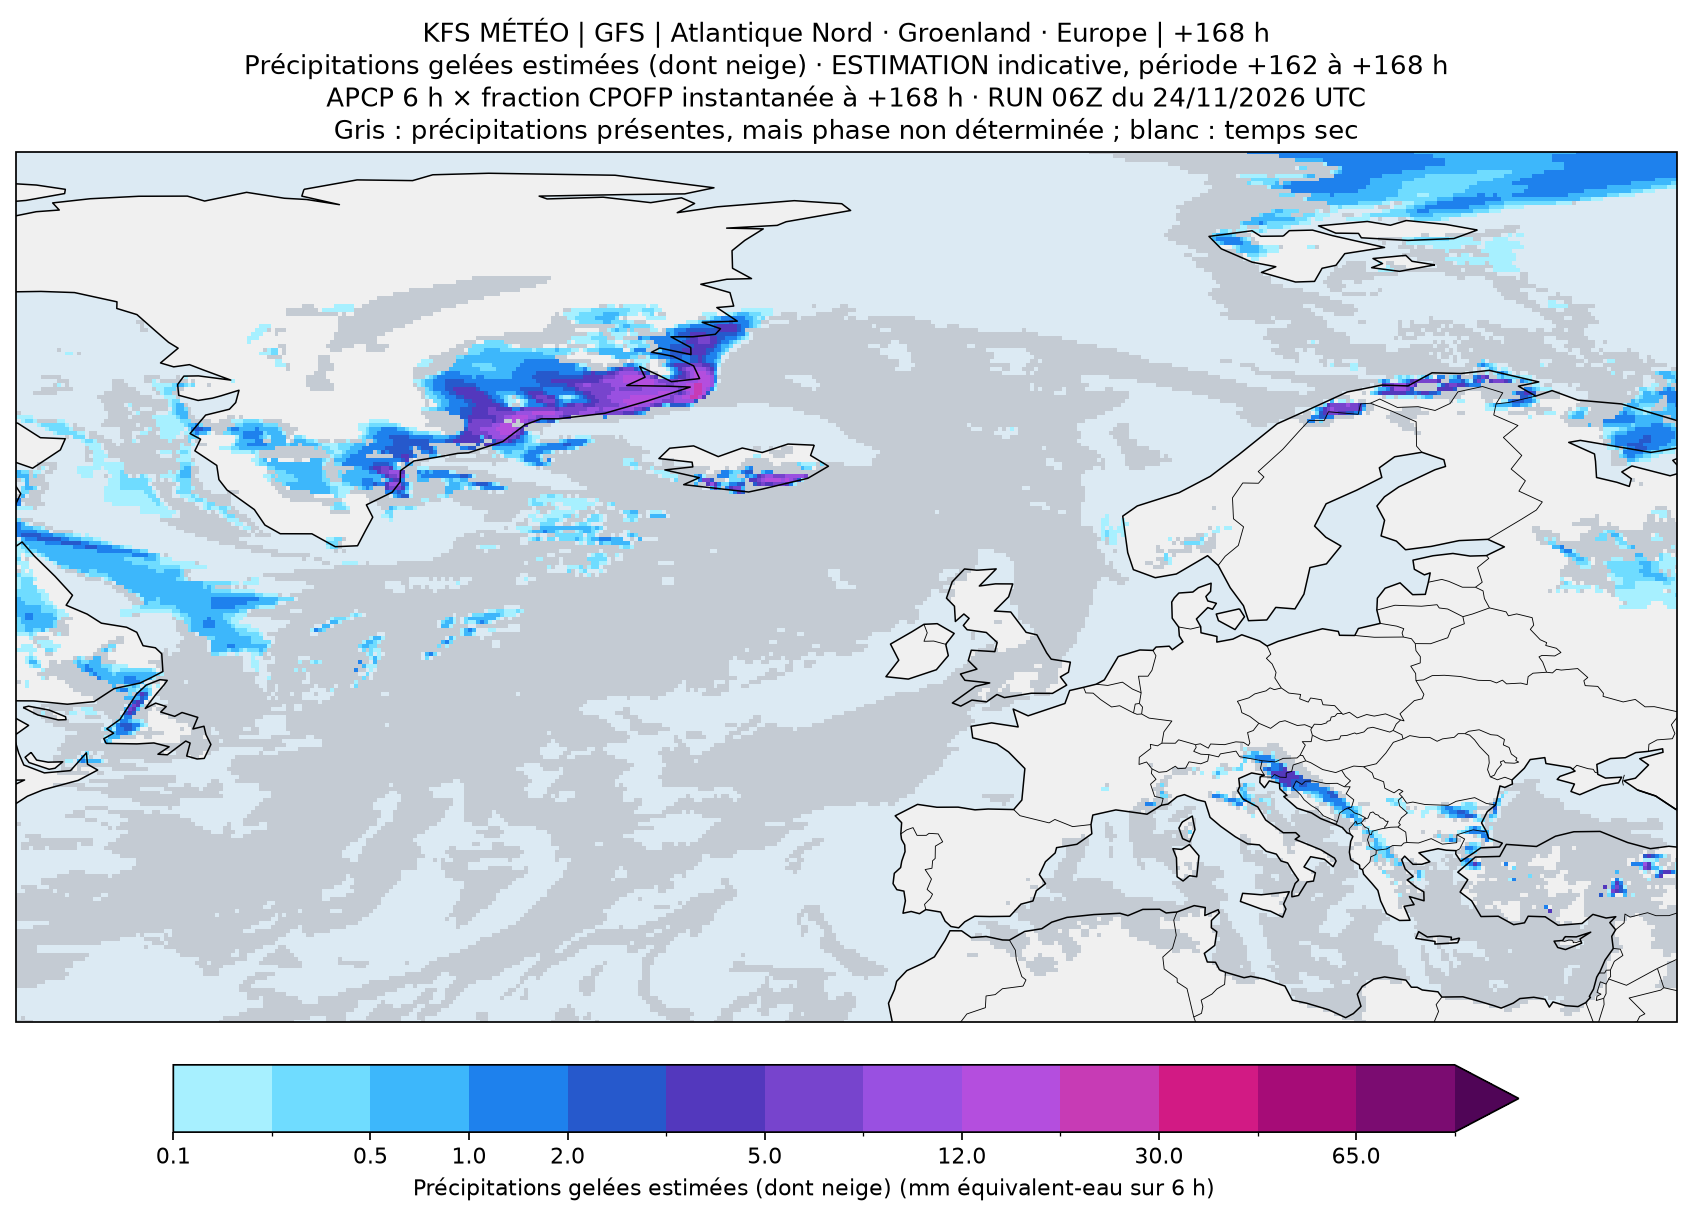 KFS MÉTÉO | GFS | Atlantique Nord · Groenland · Europe | +168 h
Précipitations gelées estimées (dont neige) · ESTIMATION indicative, période +162 à +168 h
APCP 6 h × fraction CPOFP instantanée à +168 h · RUN 06Z du 24/11/2026 UTC
Gris : précipitations présentes, mais phase non déterminée ; blanc : temps sec
0.1 0.5 1.0 2.0 5.0 12.0 30.0 65.0
Précipitations gelées estimées (dont neige) (mm équivalent-eau sur 6 h)